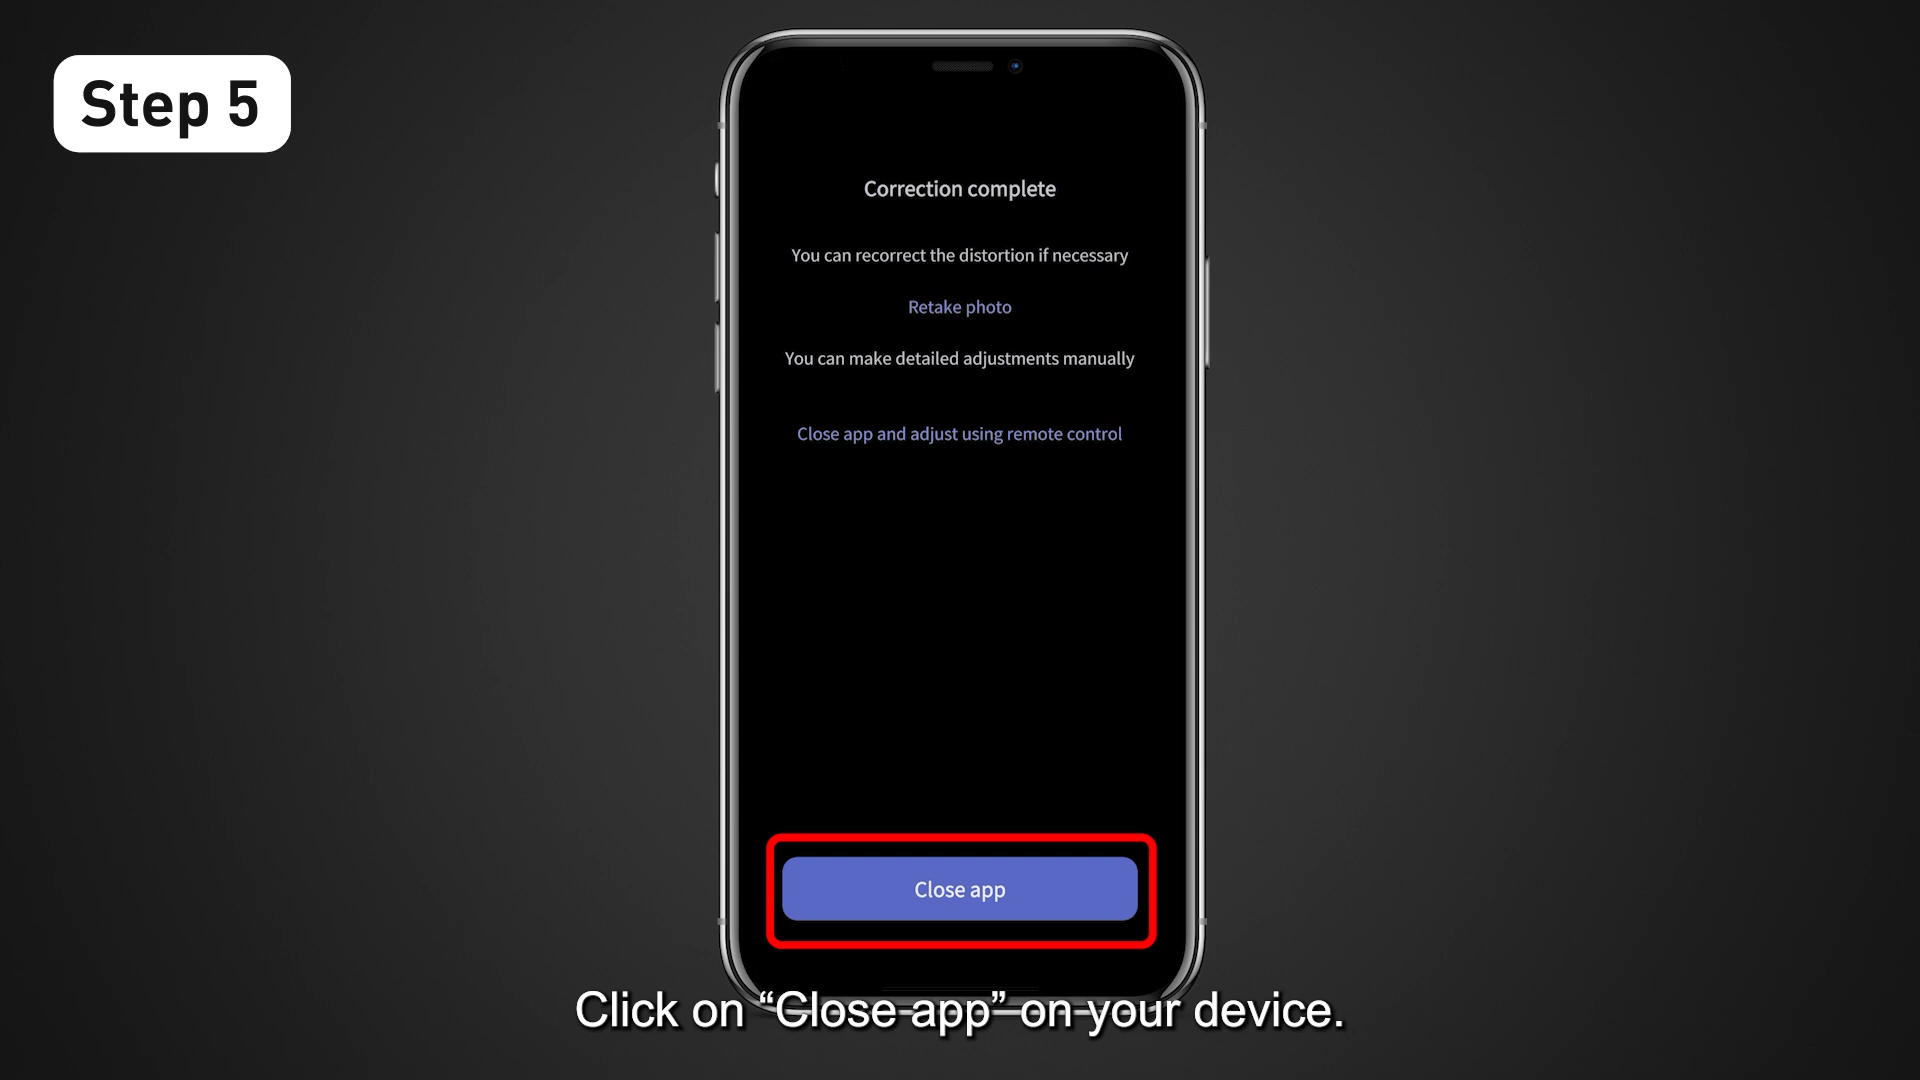 Step 5
Correction complete
You can recorrect the distortion if necessary
Retake photo
You can make detailed adjustments manually
Close app and adjust using remote control
Close app
Click on “Close app” on your device.